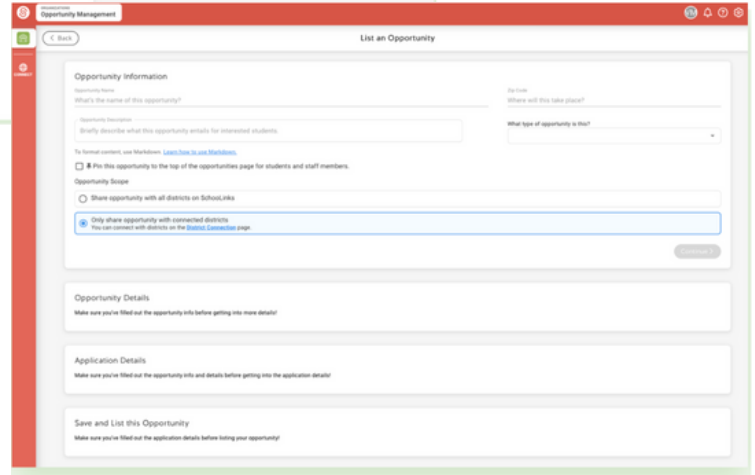 ORGANIZATIONS
Opportunity Management
< Back
List an Opportunity
CONNECT
Opportunity Information
Opportunity Name
What's the name of this opportunity?
Zip Code
Where will this take place?
Opportunity Description
Briefly describe what this opportunity entails for interested students.
What type of opportunity is this?
To format content, use Markdown. Learn how to use Markdown.
Pin this opportunity to the top of the opportunities page for students and staff members.
Opportunity Scope
Share opportunity with all districts on SchooLinks
Only share opportunity with connected districts
You can connect with districts on the District Connection page.
Continue >
Opportunity Details
Make sure you've filled out the opportunity info before getting into more details!
Application Details
Make sure you've filled out the opportunity info and details before getting into the application details!
Save and List this Opportunity
Make sure you've filled out the application details before listing your opportunity!